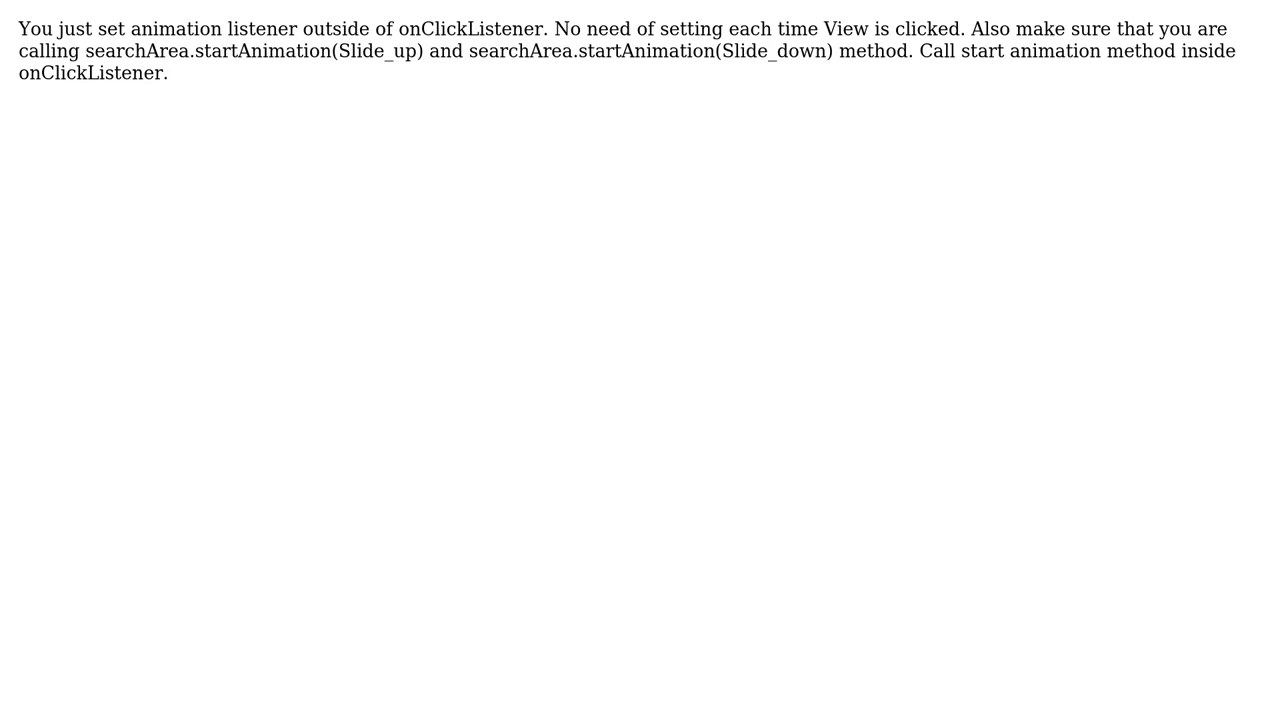 You just set animation listener outside of onClickListener. No need of setting each time View is clicked. Also make sure that you are
calling searchArea.startAnimation(Slide_up) and searchArea.startAnimation(Slide_down) method. Call start animation method inside
onClickListener.